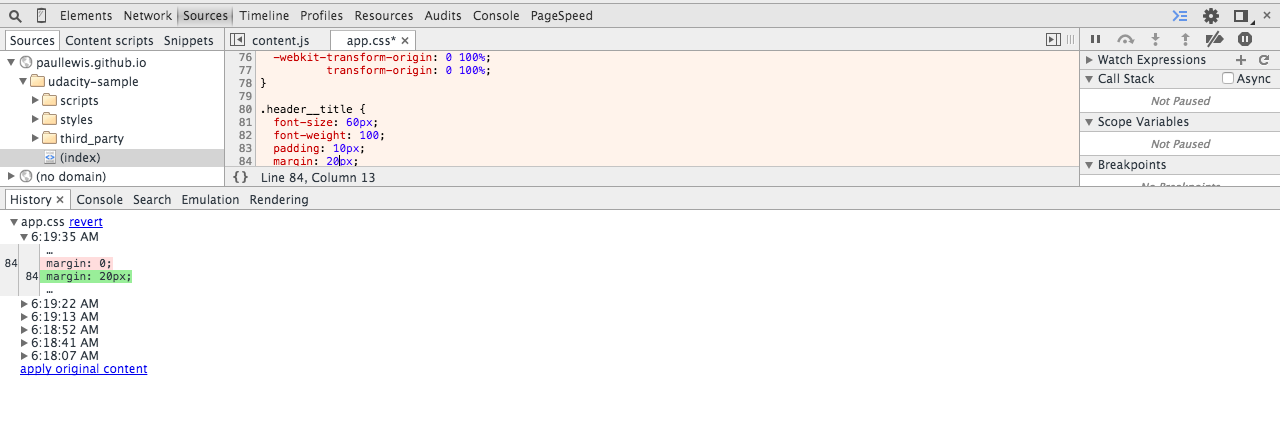 Elements Network Sources Timeline Profiles Resources Audits Console PageSpeed
Sources Content scripts Snippets
content.js app.css* ×
paullewis.github.io
udacity-sample
scripts
styles
third_party
(index)
(no domain)
76 -webkit-transform-origin: 0 100%;
77 transform-origin: 0 100%;
78 }
79
80 .header__title {
81 font-size: 60px;
82 font-weight: 100;
83 padding: 10px;
84 margin: 20px;
{} Line 84, Column 13
Watch Expressions
Call Stack Async
Not Paused
Scope Variables
Not Paused
Breakpoints
No Breakpoints
History × Console Search Emulation Rendering
app.css revert
6:19:35 AM
…
84 margin: 0;
84 margin: 20px;
…
6:19:22 AM
6:19:13 AM
6:18:52 AM
6:18:41 AM
6:18:07 AM
apply original content